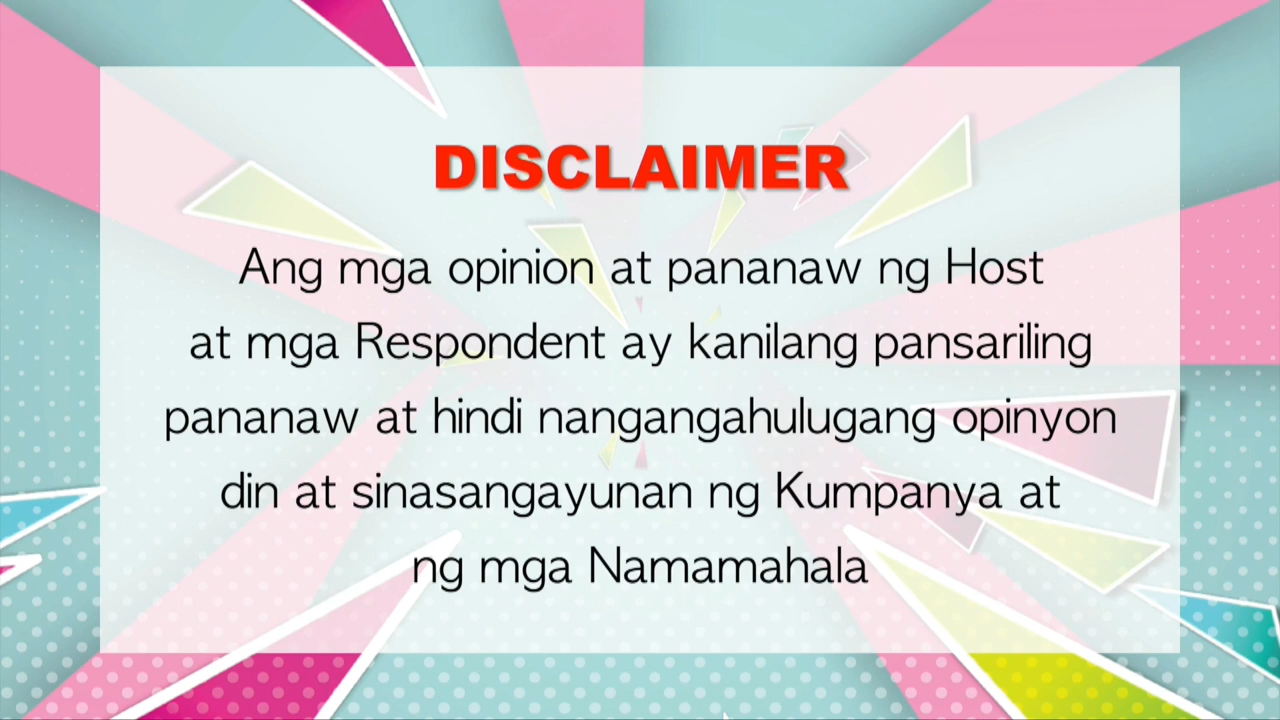 DISCLAIMER
Ang mga opinion at pananaw ng Host
at mga Respondent ay kanilang pansariling
pananaw at hindi nangangahulugang opinyon
din at sinasangayunan ng Kumpanya at
ng mga Namamahala